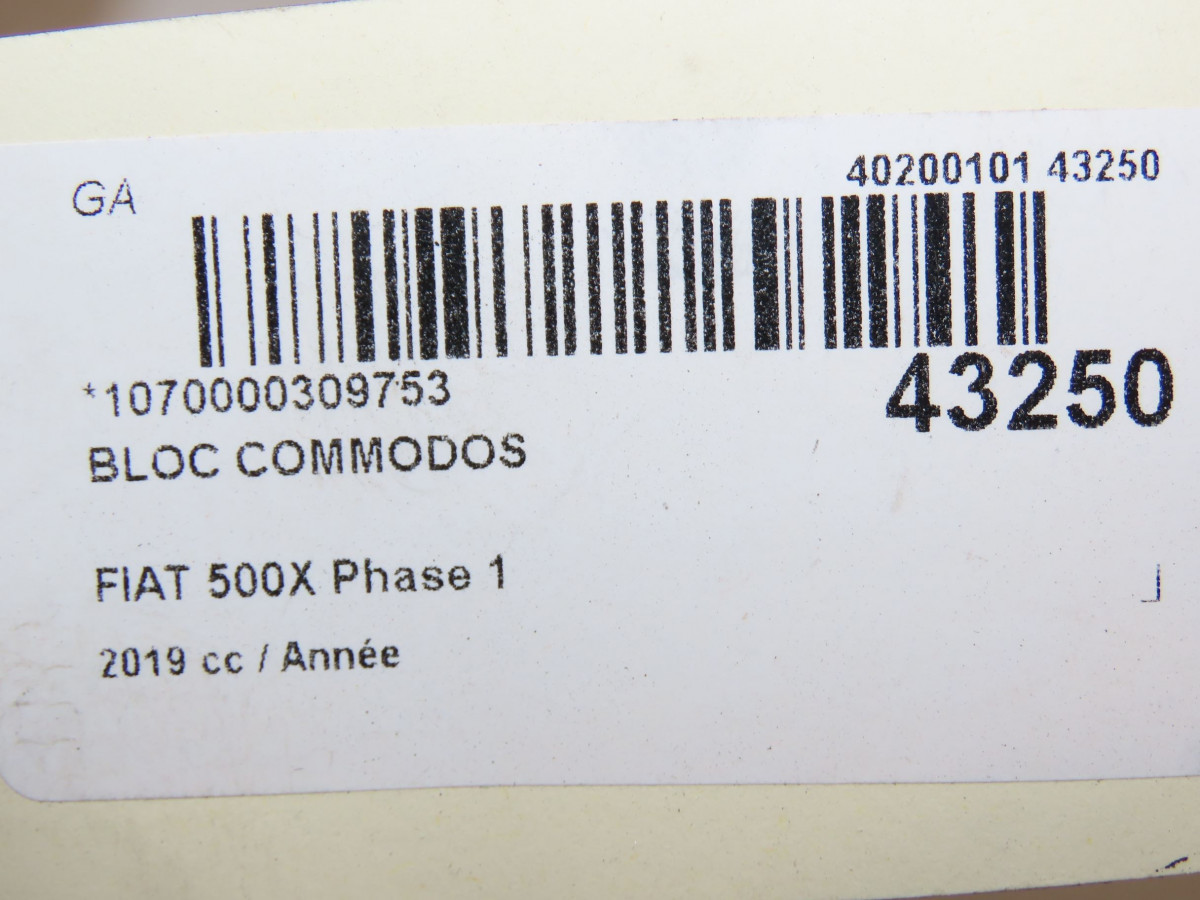 GA
40200101 43250
*1070000309753
43250
BLOC COMMODOS
FIAT 500X Phase 1
2019 cc / Année